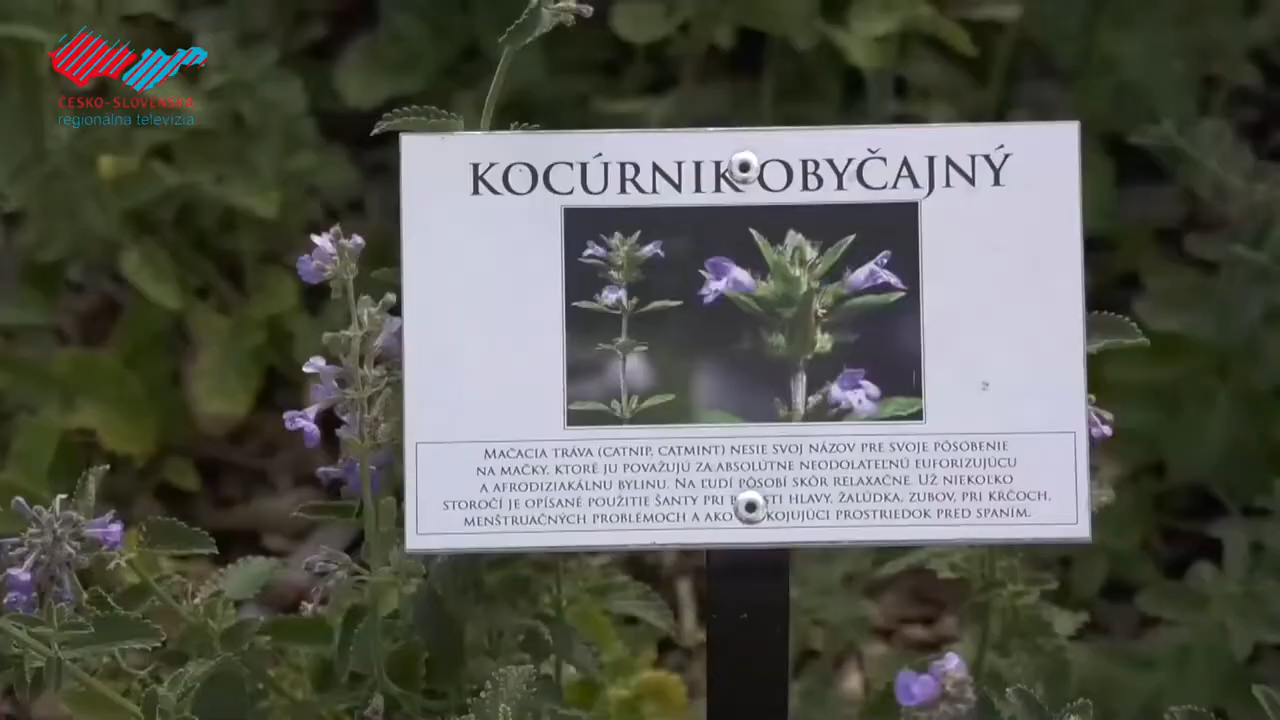 ČESKO-SLOVENSKÁ
regionálna televízia
KOCÚRNIK OBYČAJNÝ
MAČACIA TRÁVA (CATNIP, CATMINT) NESIE SVOJ NÁZOV PRE SVOJE PÔSOBENIE
NA MAČKY, KTORÉ JU POVAŽUJÚ ZA ABSOLÚTNE NEODOLATEĽNÚ EUFORIZUJÚCU
A AFRODIZIAKÁLNU BYLINU. NA ĽUDÍ PÔSOBÍ SKÔR RELAXAČNE. UŽ NIEKOĽKO
STOROČÍ JE OPÍSANÉ POUŽITIE ŠANTY PRI HLAVY, ŽALÚDKA, ZUBOV, PRI KŔČOCH,
MENŠTRUAČNÝCH PROBLÉMOCH A AKO PROSTRIEDOK PRED SPANÍM.